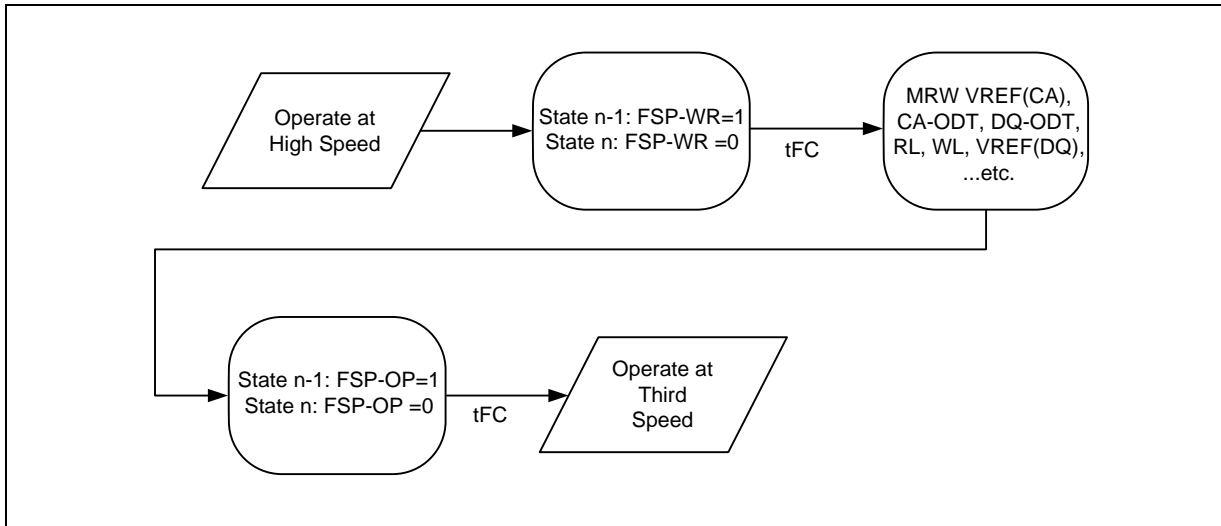 Operate at
High Speed
State n-1: FSP-WR=1
State n: FSP-WR =0
tFC
MRW VREF(CA),
CA-ODT, DQ-ODT,
RL, WL, VREF(DQ),
...etc.
State n-1: FSP-OP=1
State n: FSP-OP =0
tFC
Operate at
Third
Speed